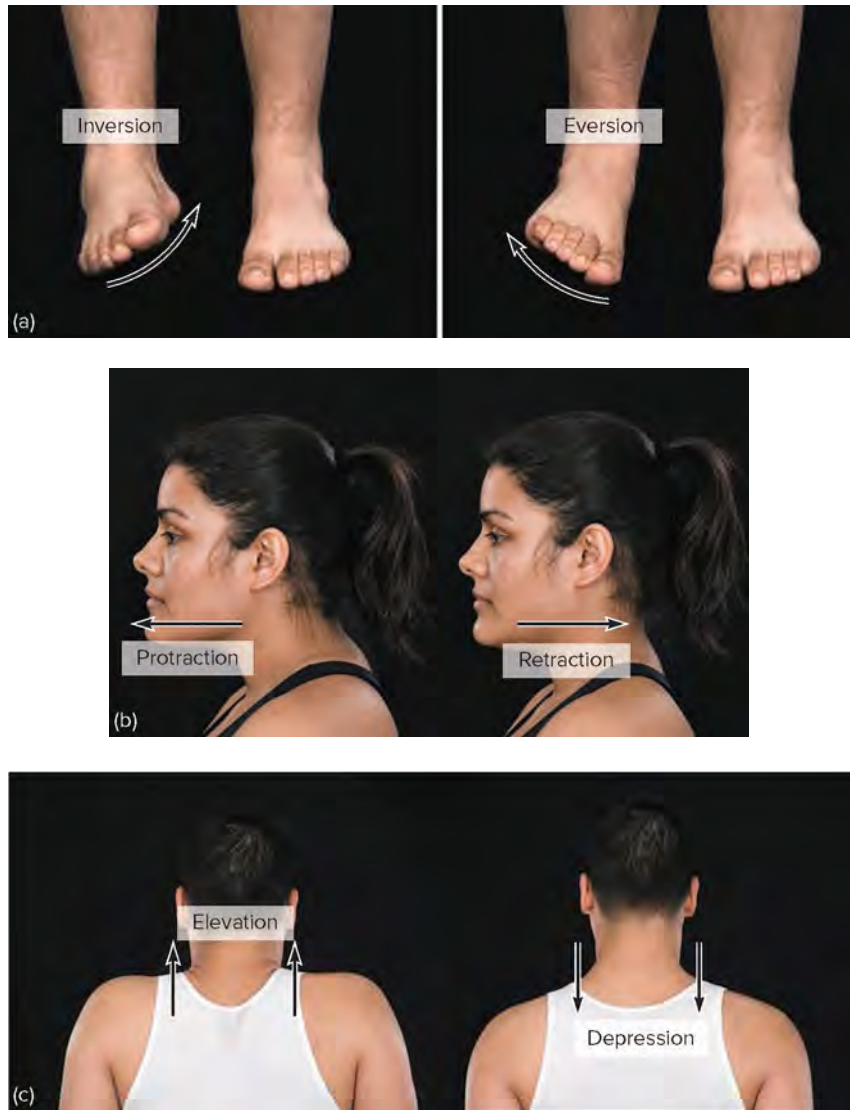 Inversion
Eversion
(a)
Protraction
Retraction
(b)
Elevation
Depression
(c)